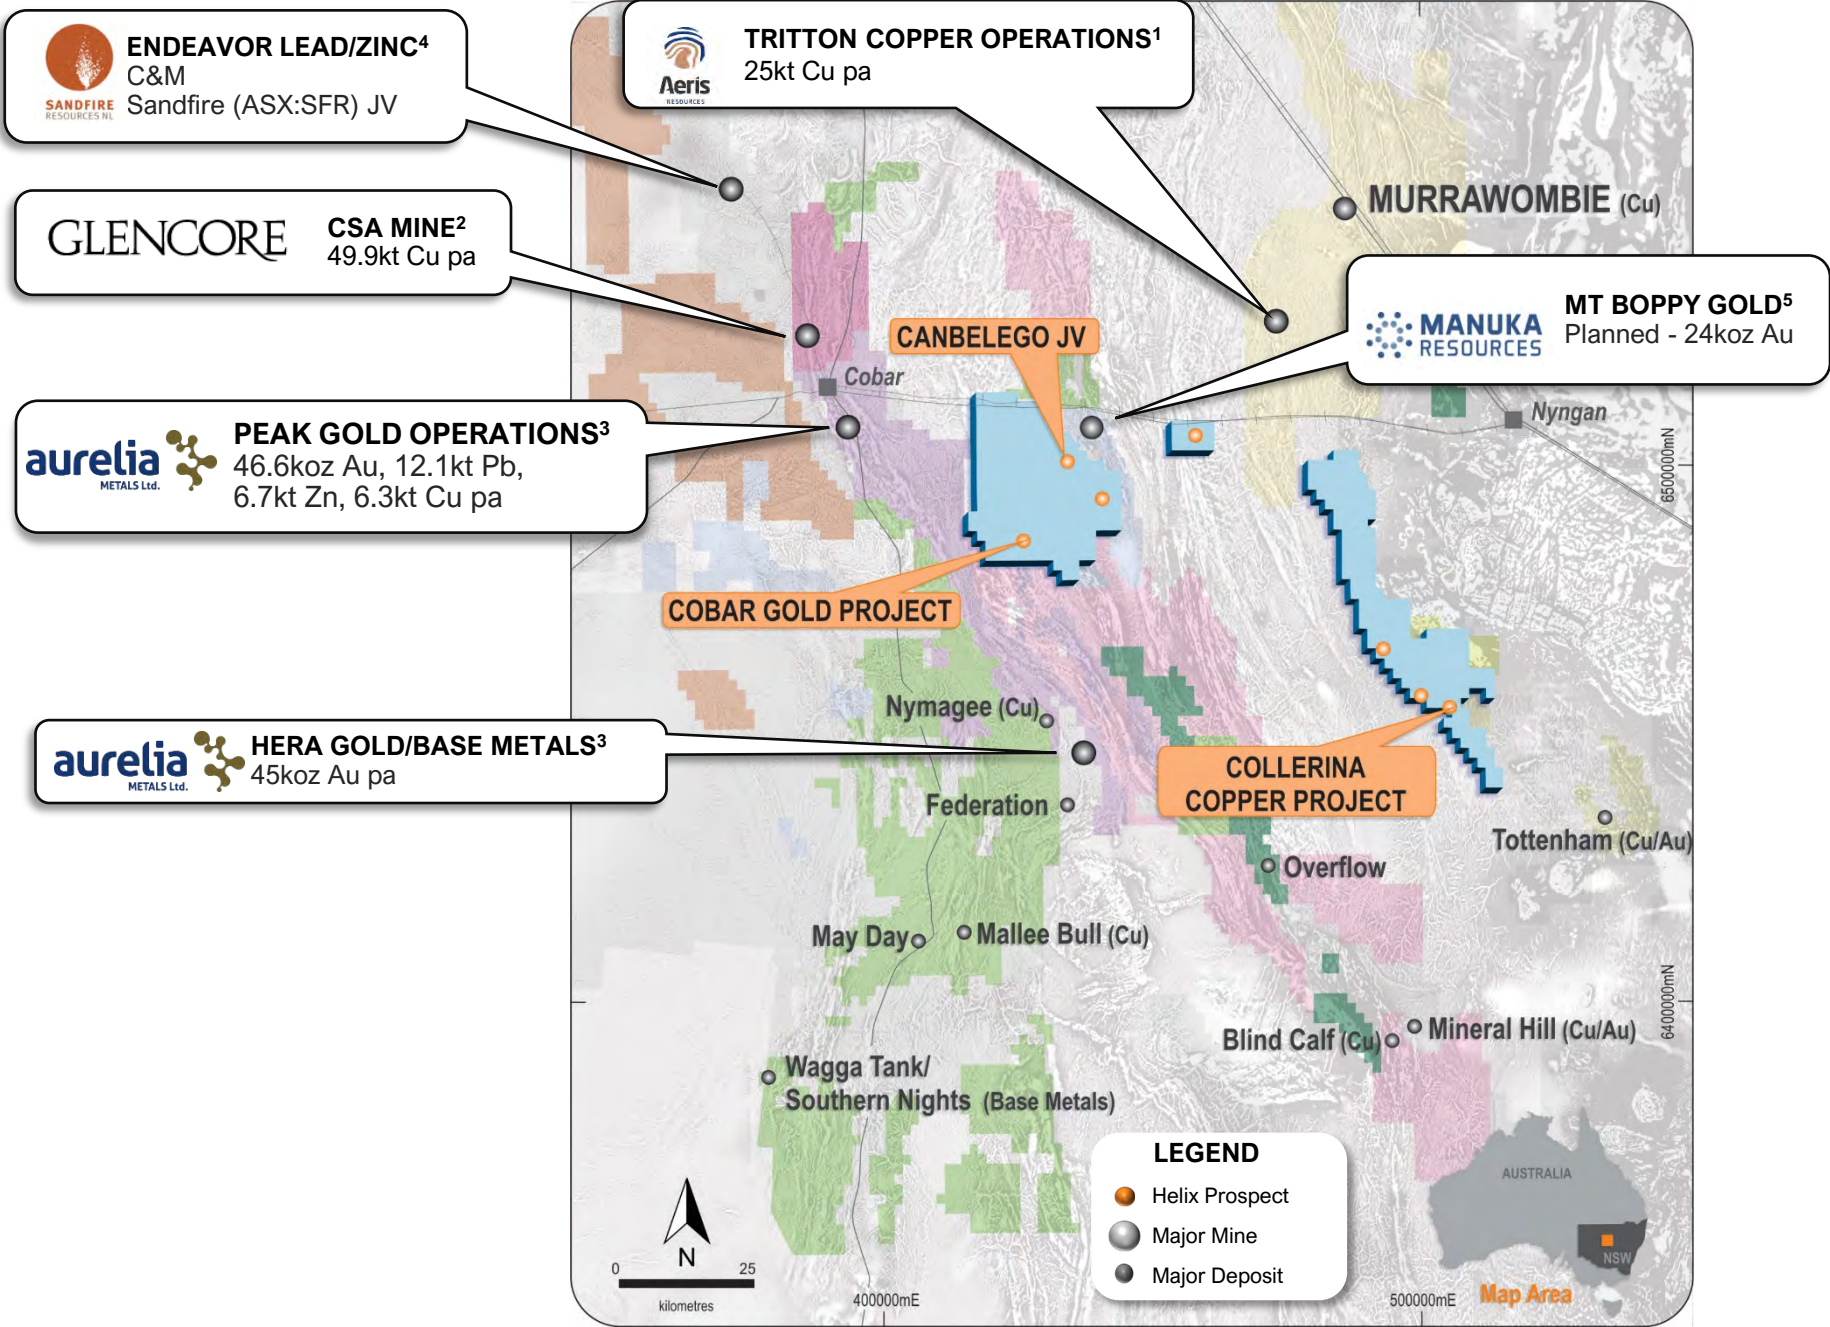 ENDEAVOR LEAD/ZINC4
C&M
Sandfire (ASX:SFR) JV
SANDFIRE
RESOURCES NL
TRITTON COPPER OPERATIONS1
25kt Cu pa
Aeris
RESOURCES
GLENCORE
CSA MINE2
49.9kt Cu pa
MURRAWOMBIE (Cu)
MANUKA
RESOURCES
MT BOPPY GOLD5
Planned - 24koz Au
CANBELEGO JV
Cobar
Nyngan
aurelia
METALS Ltd.
PEAK GOLD OPERATIONS3
46.6koz Au, 12.1kt Pb,
6.7kt Zn, 6.3kt Cu pa
6500000mN
COBAR GOLD PROJECT
Nymagee (Cu)
aurelia
METALS Ltd.
HERA GOLD/BASE METALS3
45koz Au pa
COLLERINA
COPPER PROJECT
Federation
Tottenham (Cu/Au)
Overflow
May Day
Mallee Bull (Cu)
6400000mN
Blind Calf (Cu)
Mineral Hill (Cu/Au)
Wagga Tank/
Southern Nights (Base Metals)
LEGEND
Helix Prospect
Major Mine
Major Deposit
AUSTRALIA
NSW
Map Area
N
0 25
kilometres
400000mE
500000mE